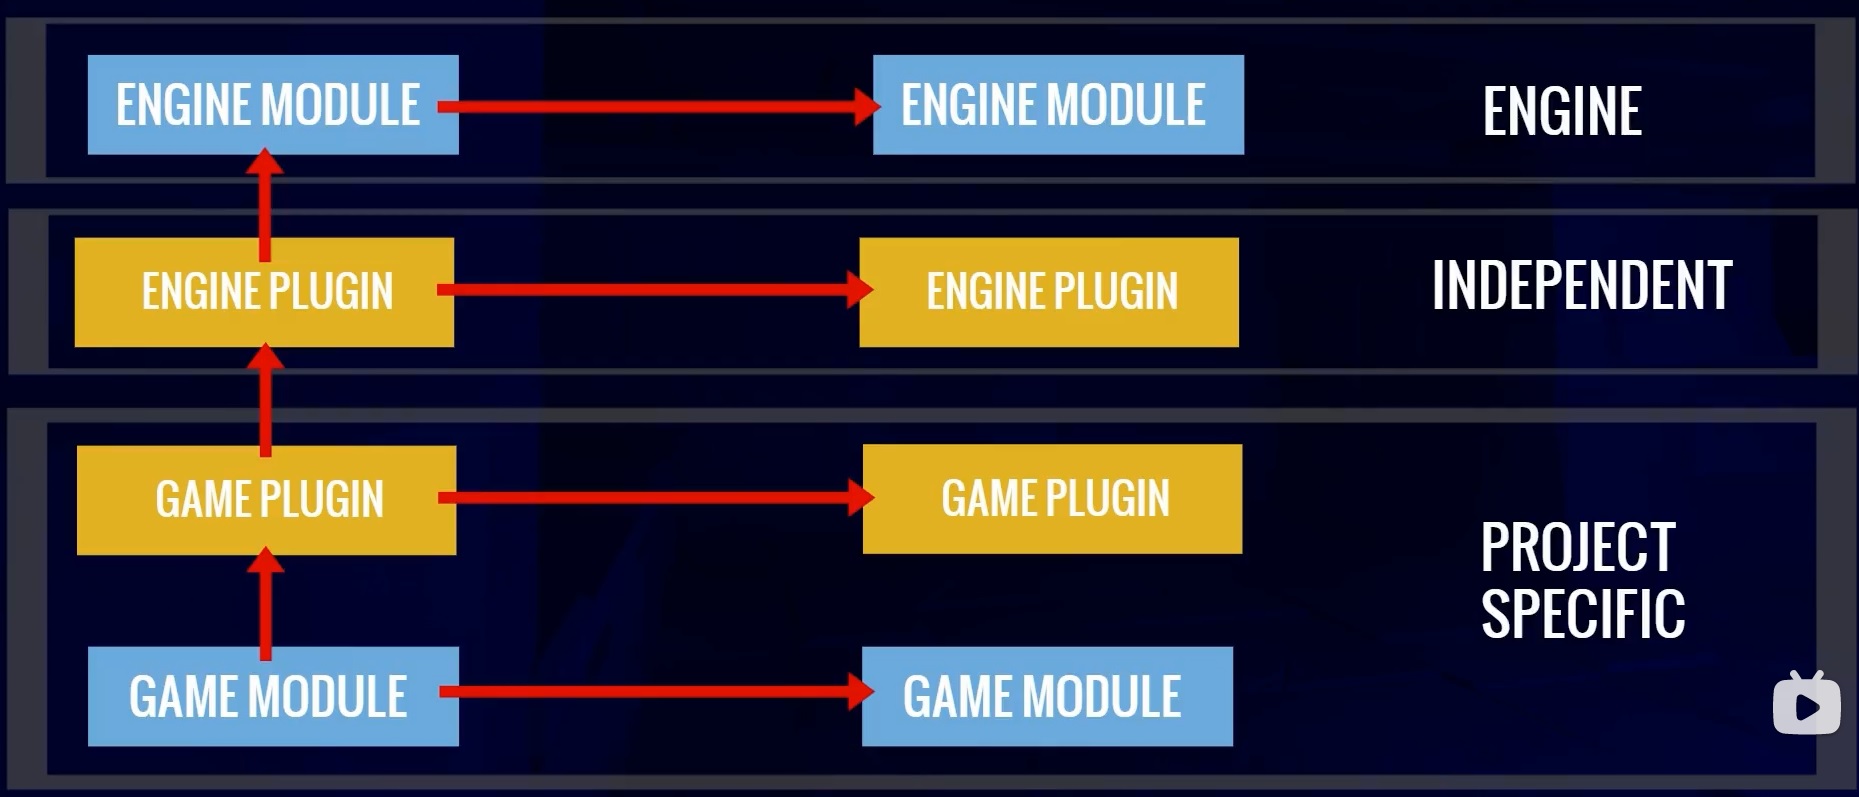 ENGINE MODULE
ENGINE MODULE
ENGINE
ENGINE PLUGIN
ENGINE PLUGIN
INDEPENDENT
GAME PLUGIN
GAME PLUGIN
PROJECT
SPECIFIC
GAME MODULE
GAME MODULE